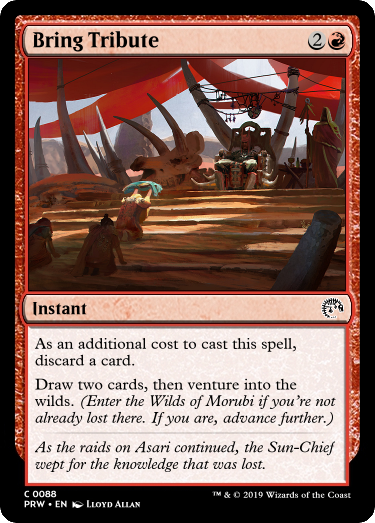 Bring Tribute 2
Instant
As an additional cost to cast this spell,
discard a card.
Draw two cards, then venture into the
wilds. (Enter the Wilds of Morubi if you're not
already lost there. If you are, advance further.)
As the raids on Asari continued, the Sun-Chief
wept for the knowledge that was lost.
C 0088
PRW • EN Lloyd Allan
™ & © 2019 Wizards of the Coast